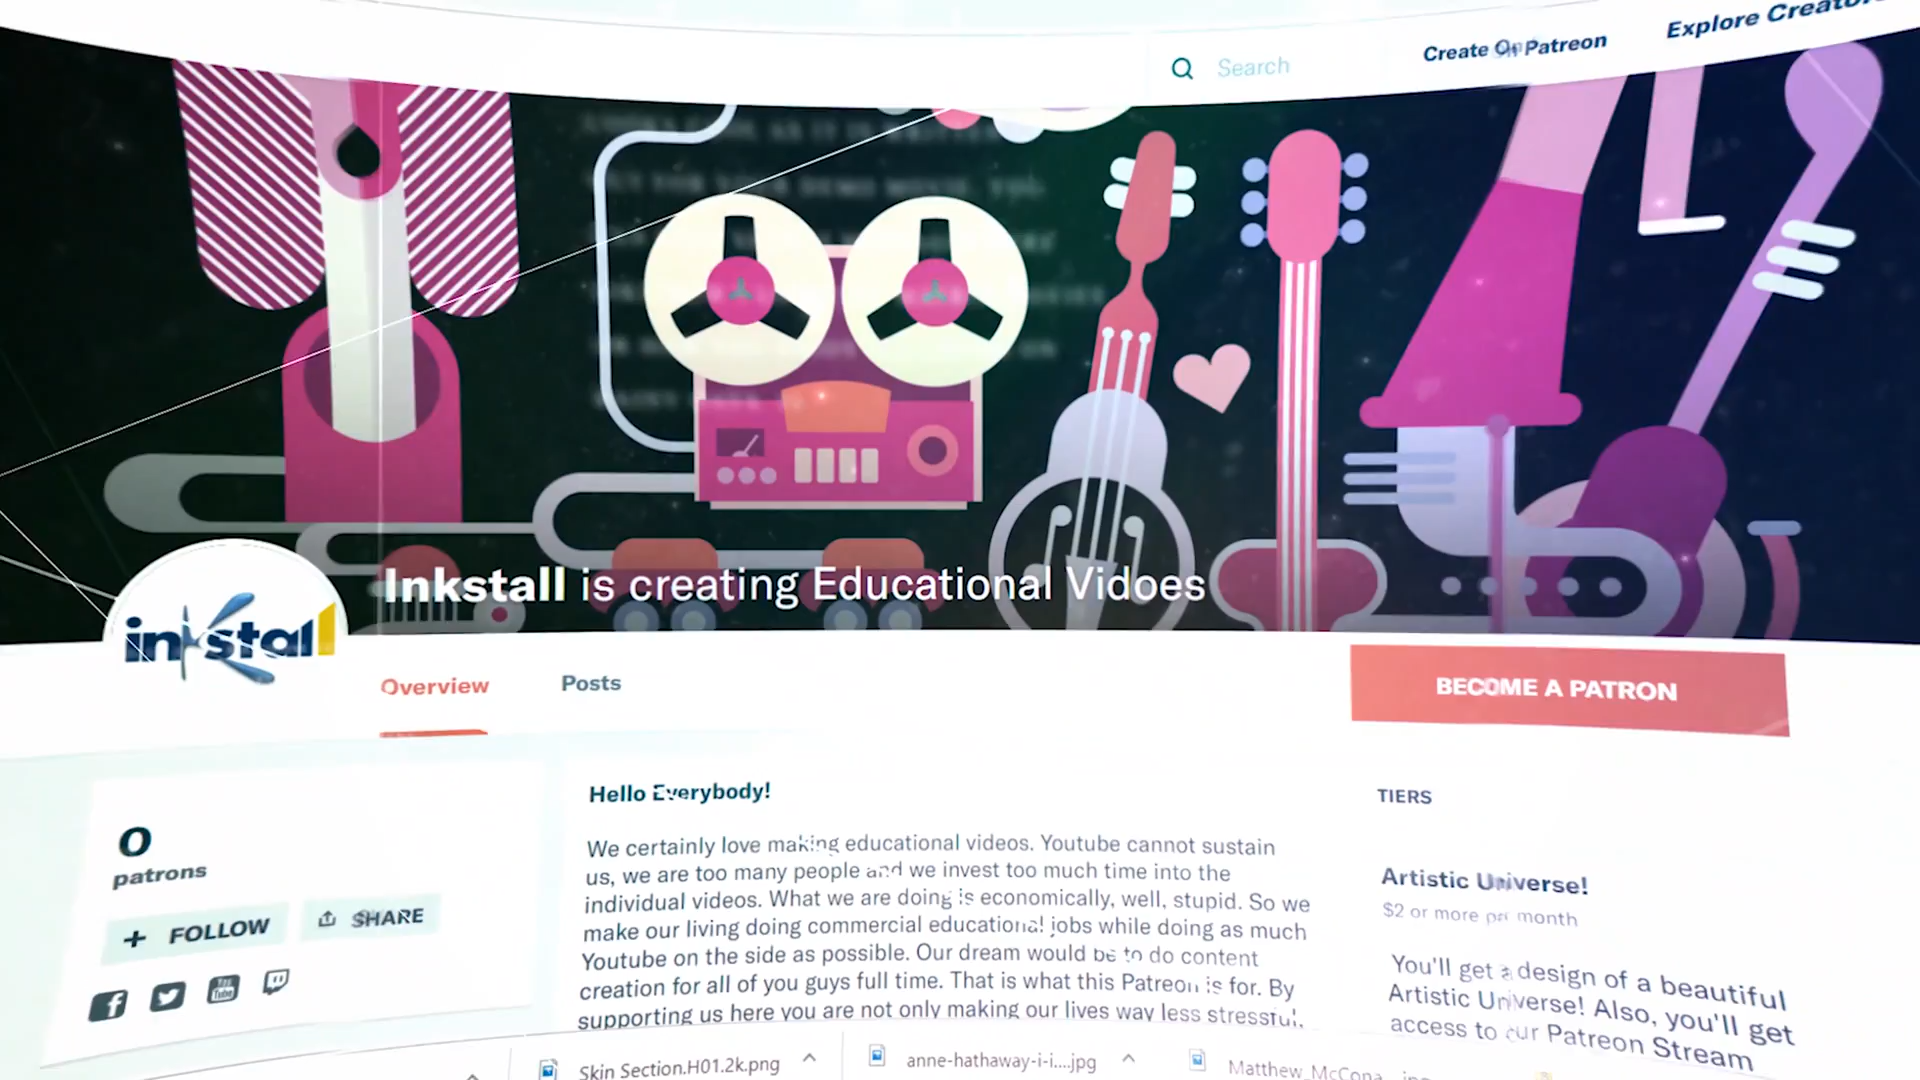 Search
Create On Patreon
Explore Creators
Inkstall is creating Educational Vidoes
inkstall
Overview
Posts
BECOME A PATRON
0
patrons
FOLLOW
SHARE
Hello Everybody!
We certainly love making educational videos. Youtube cannot sustain
us, we are too many people and we invest too much time into the
individual videos. What we are doing is economically, well, stupid. So we
make our living doing commercial educational jobs while doing as much
Youtube on the side as possible. Our dream would be to do content
creation for all of you guys full time. That is what this Patreon is for. By
supporting us here you are not only making our lives way less stressful,
TIERS
Artistic Universe!
$2 or more per month
You'll get a design of a beautiful
Artistic Universe! Also, you'll get
access to our Patreon Stream
Skin Section.H01.2k.png
anne-hathaway-i-i....jpg
Matthew_McCona